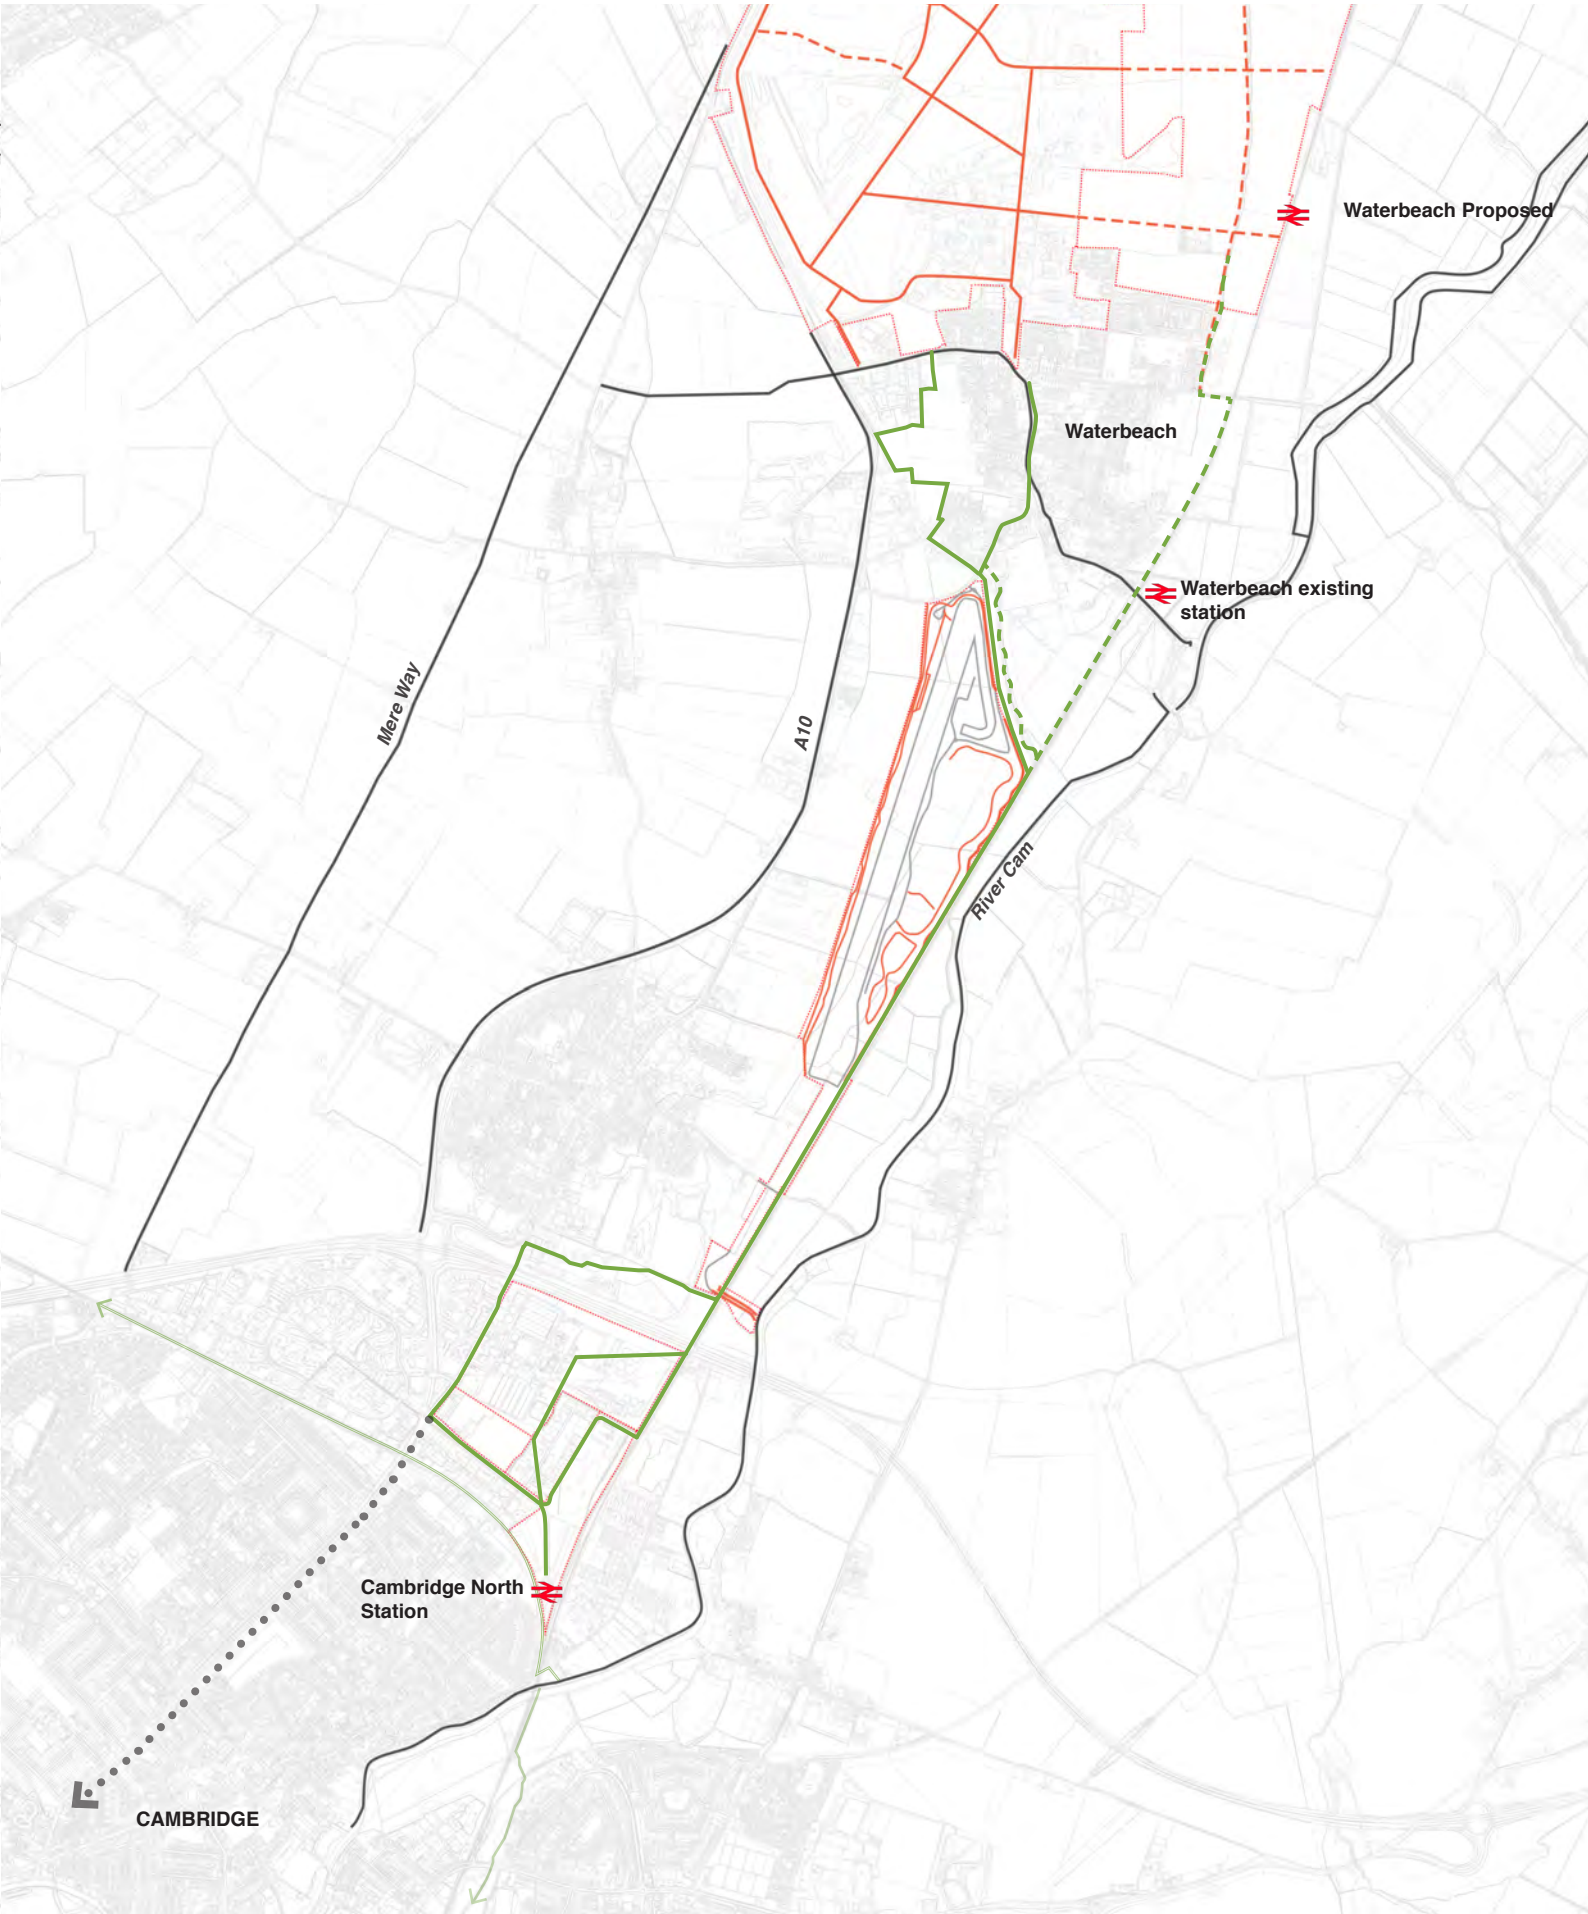 Waterbeach Proposed
Waterbeach
Waterbeach existing
station
Mere Way
A10
River Cam
Cambridge North
Station
CAMBRIDGE